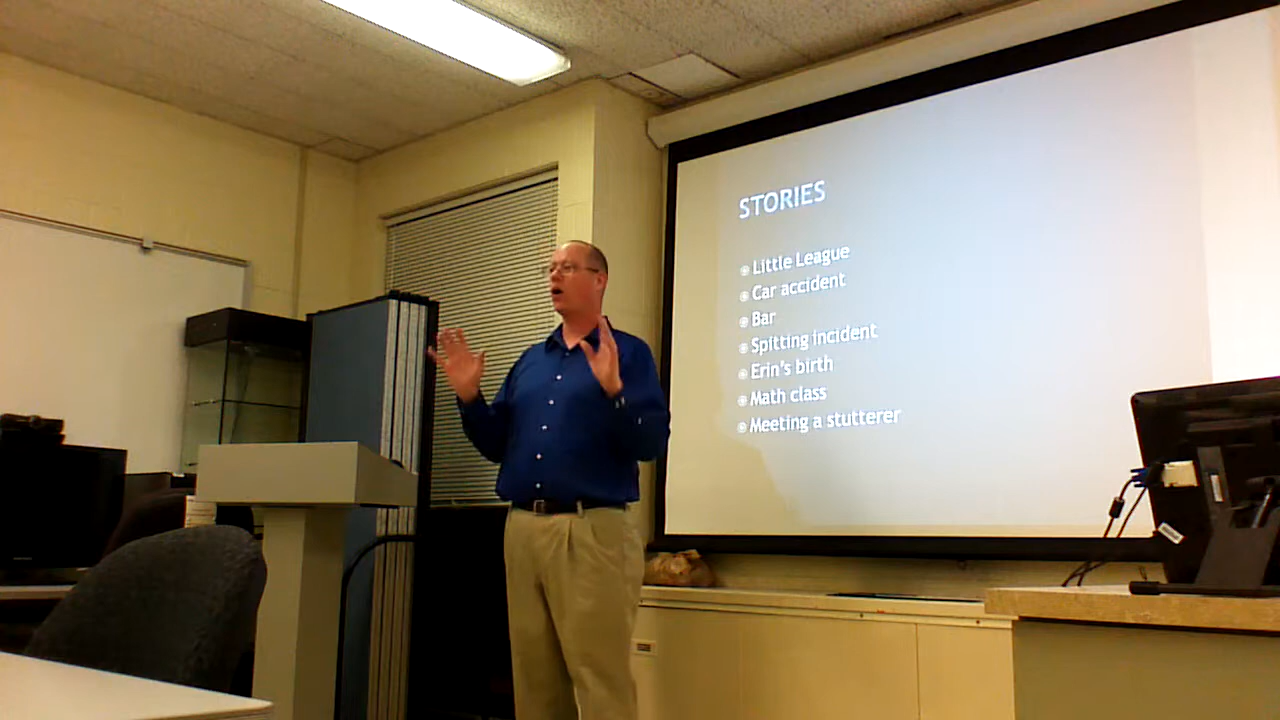 STORIES
Little League
Car accident
Bar
Spitting incident
Erin's birth
Math class
Meeting a stutterer